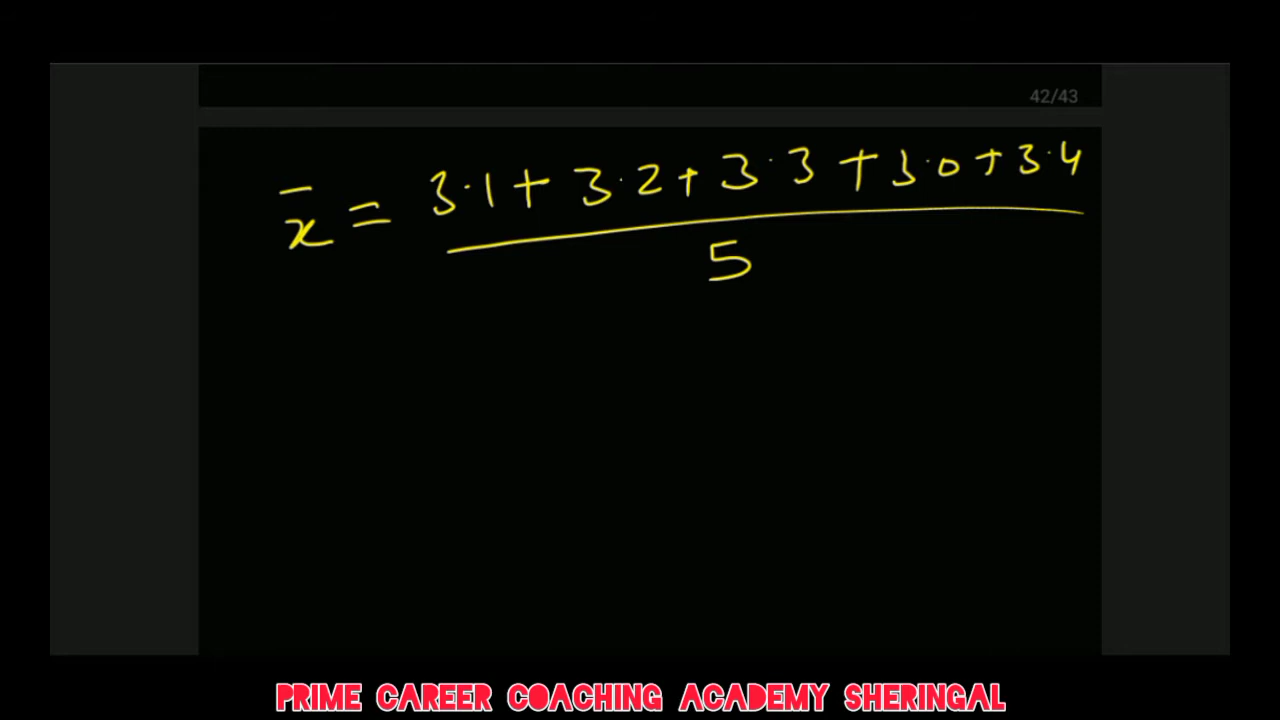 42/43
x̄ = 3.1 + 3.2 + 3.3 + 3.0 + 3.4
5
PRIME CAREER COACHING ACADEMY SHERINGAL